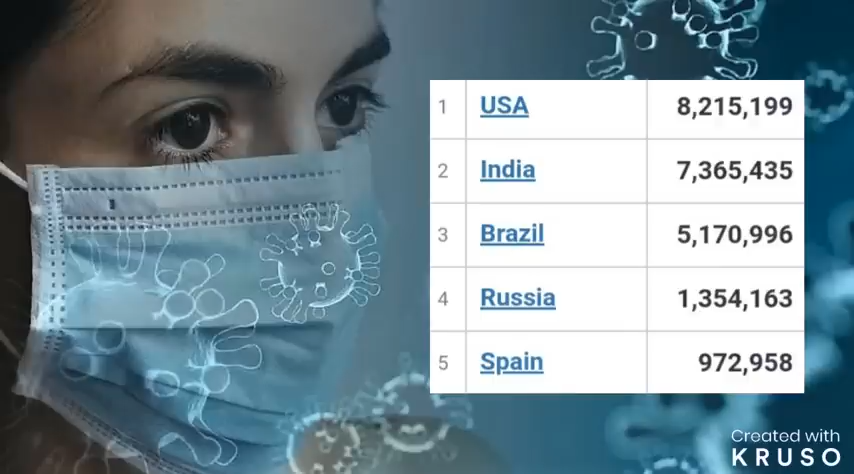 1 USA 8,215,199
2 India 7,365,435
3 Brazil 5,170,996
4 Russia 1,354,163
5 Spain 972,958
Created with
KRUSO